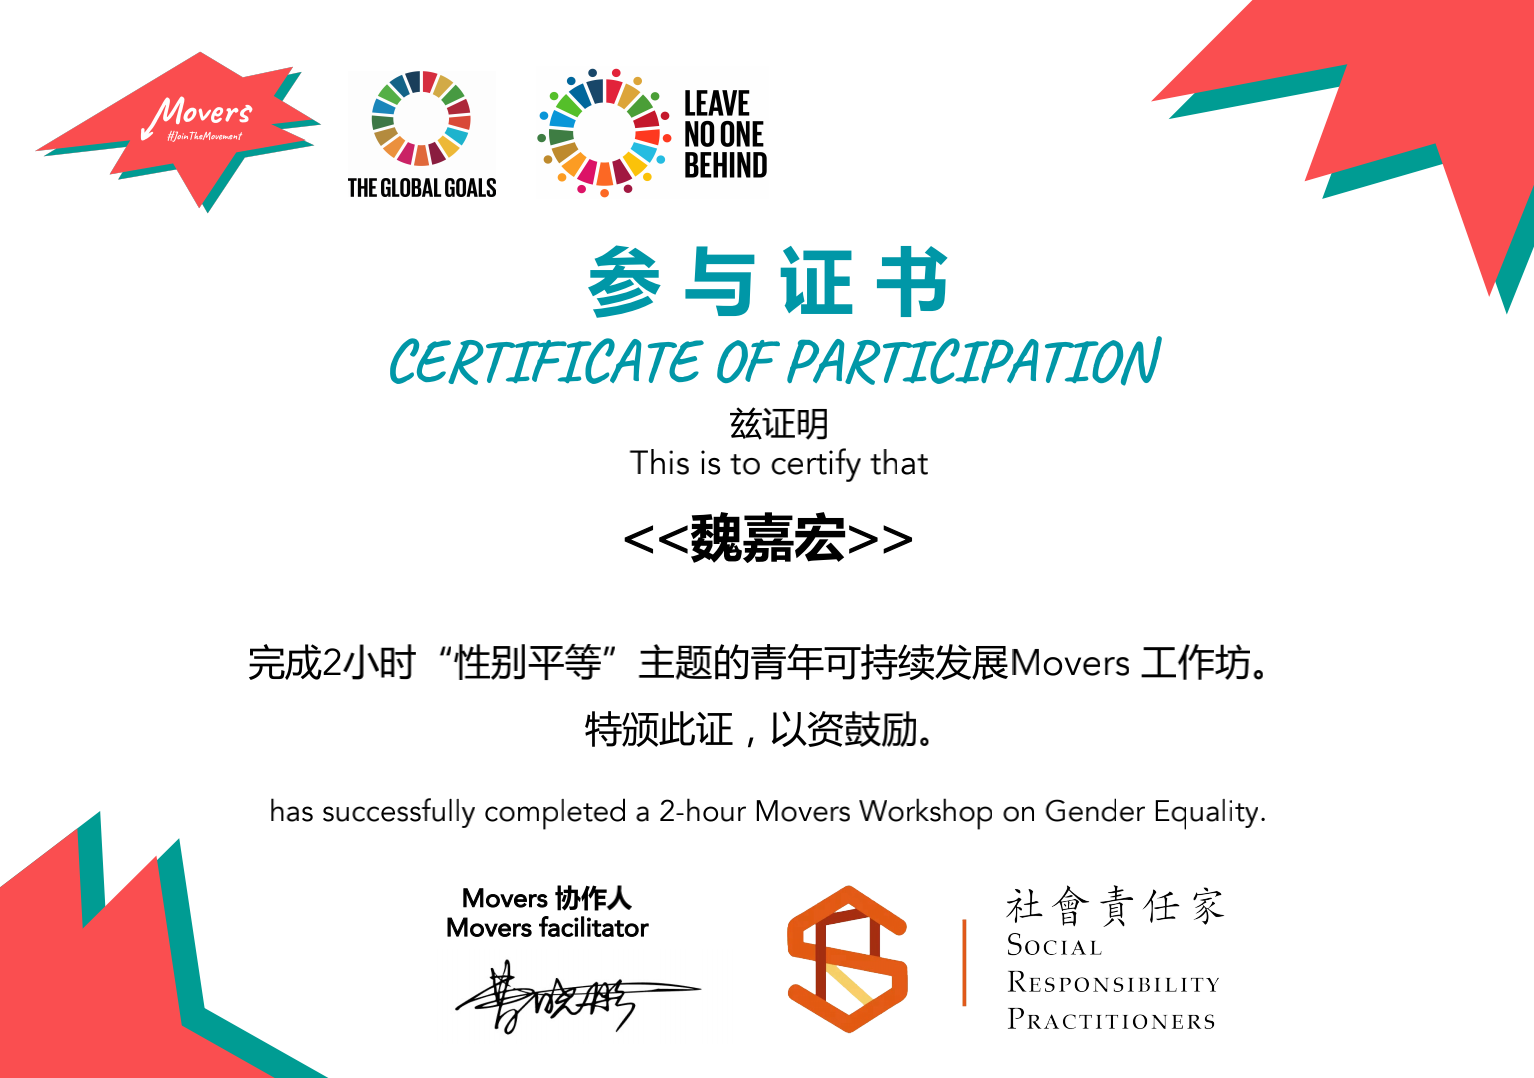 Movers
#JoinTheMovement
THE GLOBAL GOALS
LEAVE
NO ONE
BEHIND
参与证书
CERTIFICATE OF PARTICIPATION
兹证明
This is to certify that
<<魏嘉宏>>
完成2小时“性别平等”主题的青年可持续发展Movers 工作坊。
特颁此证，以资鼓励。
has successfully completed a 2-hour Movers Workshop on Gender Equality.
Movers 协作人
Movers facilitator
社會責任家
SOCIAL
RESPONSIBILITY
PRACTITIONERS